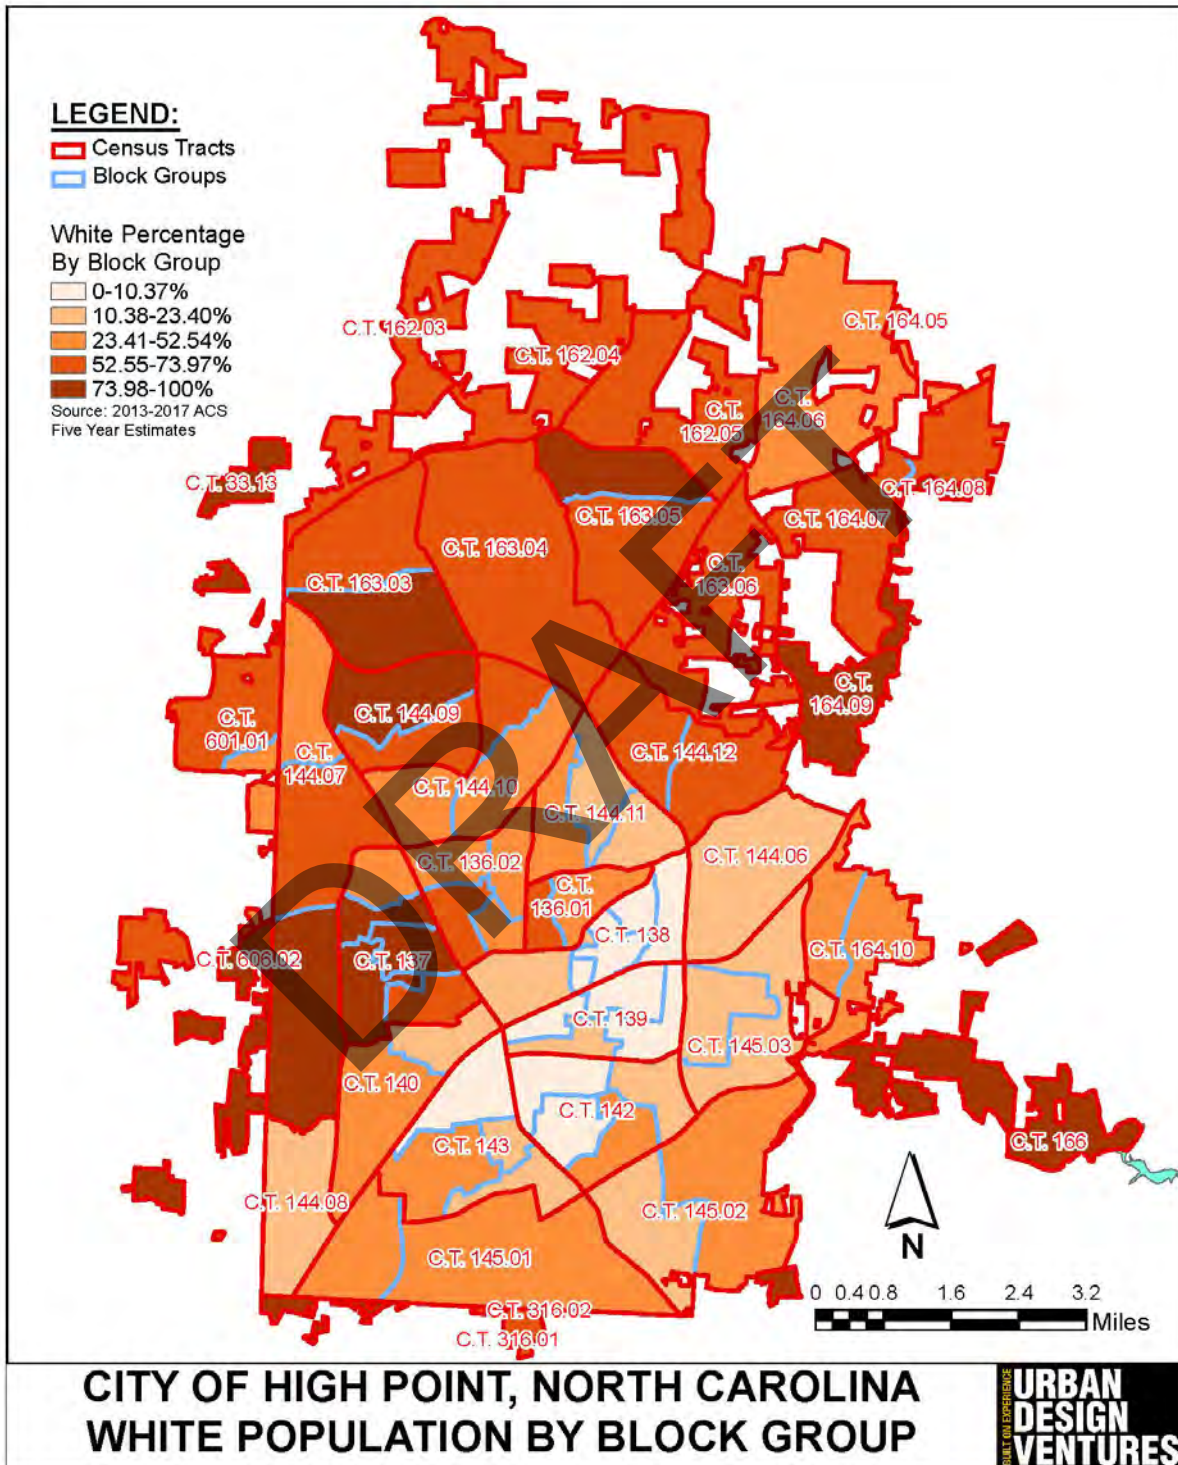 LEGEND:
Census Tracts
Block Groups
White Percentage
By Block Group
0-10.37%
10.38-23.40%
23.41-52.54%
52.55-73.97%
73.98-100%
Source: 2013-2017 ACS
Five Year Estimates
C.T. 162.03
C.T. 164.05
C.T. 162.04
C.T.
164.06
C.T.
162.05
C.T. 33.13
C.T. 164.08
C.T. 163.05
C.T. 164.07
C.T. 163.04
C.T. 163.03
C.T.
163.06
C.T.
164.09
C.T. 144.09
C.T.
601.01
C.T.
144.07
C.T. 144.12
C.T. 144.10
C.T. 144.11
C.T. 136.02
C.T. 144.06
C.T.
136.01
C.T. 138
C.T. 164.10
C.T. 606.02
C.T. 137
C.T. 139
C.T. 145.03
C.T. 140
C.T. 142
C.T. 143
C.T. 166
C.T. 144.08
C.T. 145.02
C.T. 145.01
C.T. 316.02
C.T. 316.01
DRAFT
N
0 0.4 0.8 1.6 2.4 3.2
Miles
CITY OF HIGH POINT, NORTH CAROLINA
WHITE POPULATION BY BLOCK GROUP
BUILT ON EXPERIENCE
URBAN
DESIGN
VENTURES